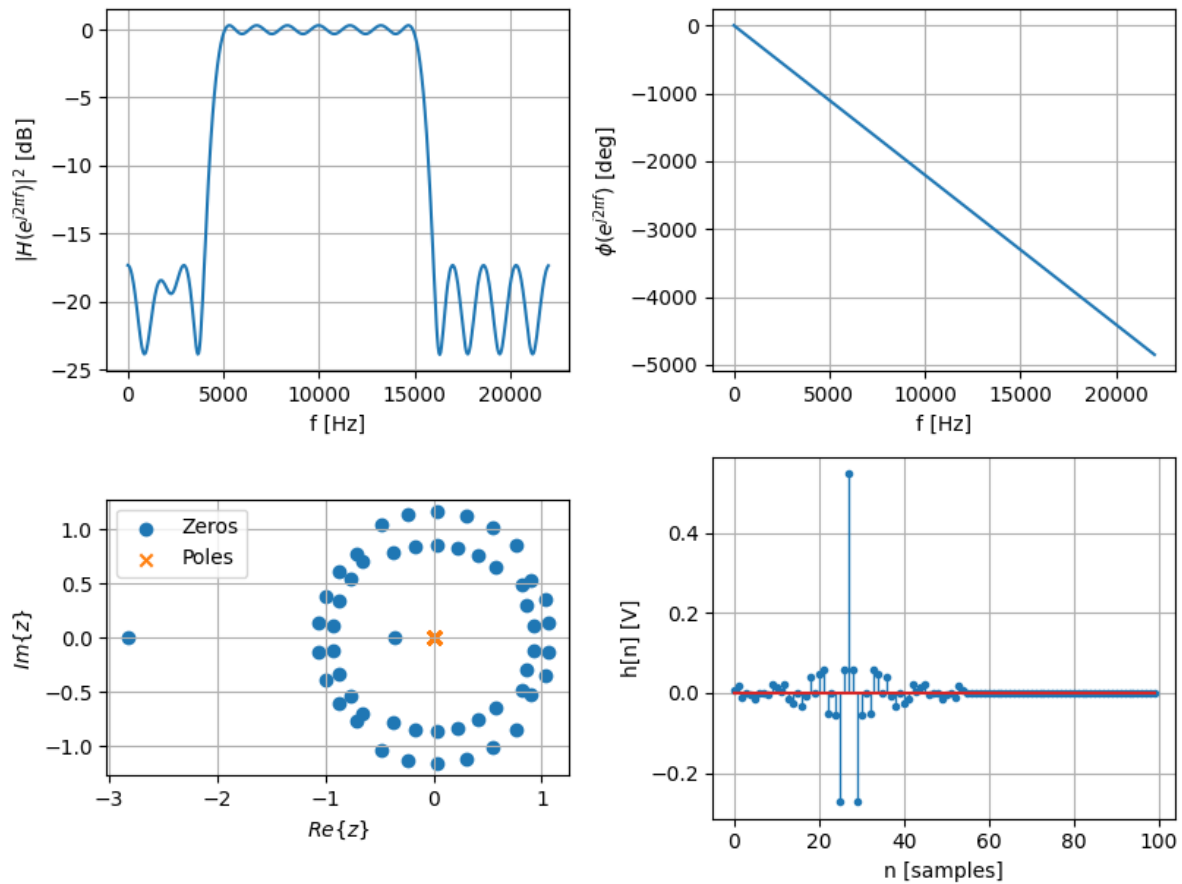 0
−5
−10
−15
−20
−25
|H(e^{j2πf})|² [dB]
0 5000 10000 15000 20000
f [Hz]
0
−1000
−2000
−3000
−4000
−5000
ϕ(e^{j2πf}) [deg]
0 5000 10000 15000 20000
f [Hz]
1.0
0.5
0.0
−0.5
−1.0
Im{z}
Zeros
Poles
−3 −2 −1 0 1
Re{z}
0.4
0.2
0.0
−0.2
h[n] [V]
0 20 40 60 80 100
n [samples]